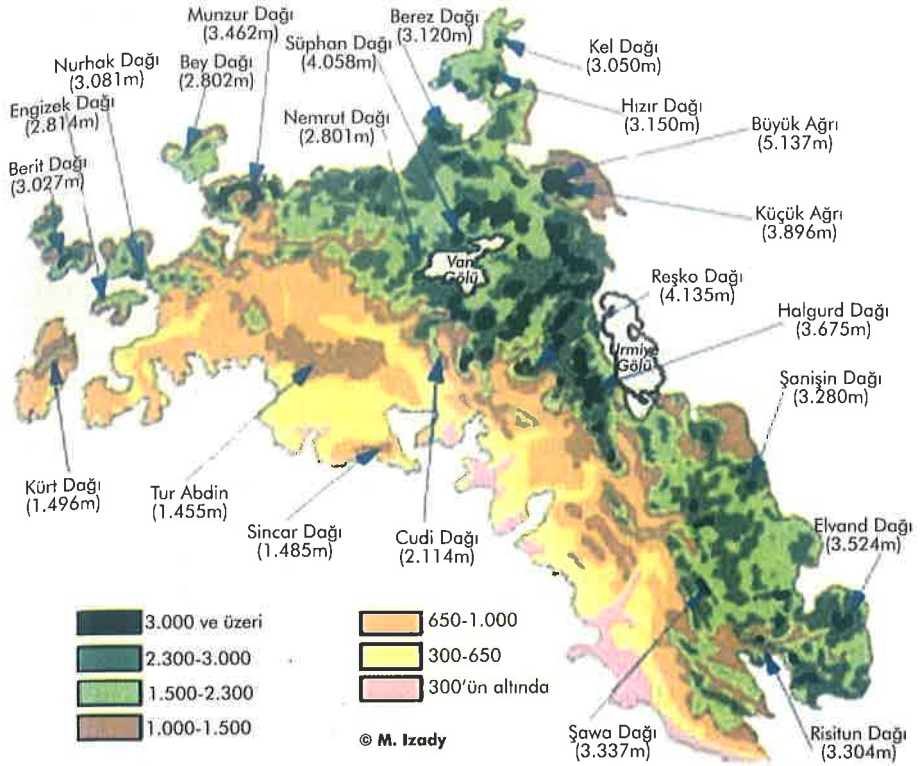 Munzur Dağı
(3.462m)
Berez Dağı
(3.120m)
Süphan Dağı
(4.058m)
Kel Dağı
(3.050m)
Nurhak Dağı
(3.081m)
Bey Dağı
(2.802m)
Engizek Dağı
(2.814m)
Hızır Dağı
(3.150m)
Nemrut Dağı
(2.801m)
Büyük Ağrı
(5.137m)
Berit Dağı
(3.027m)
Küçük Ağrı
(3.896m)
Van
Gölü
Reşko Dağı
(4.135m)
Halgurd Dağı
(3.675m)
Urmiye
Gölü
Şanişin Dağı
(3.280m)
Kürt Dağı
(1.496m)
Tur Abdin
(1.455m)
Sincar Dağı
(1.485m)
Cudi Dağı
(2.114m)
Elvand Dağı
(3.524m)
3.000 ve üzeri
2.300-3.000
1.500-2.300
1.000-1.500
650-1.000
300-650
300'ün altında
© M. Izady
Şawa Dağı
(3.337m)
Risitun Dağı
(3.304m)